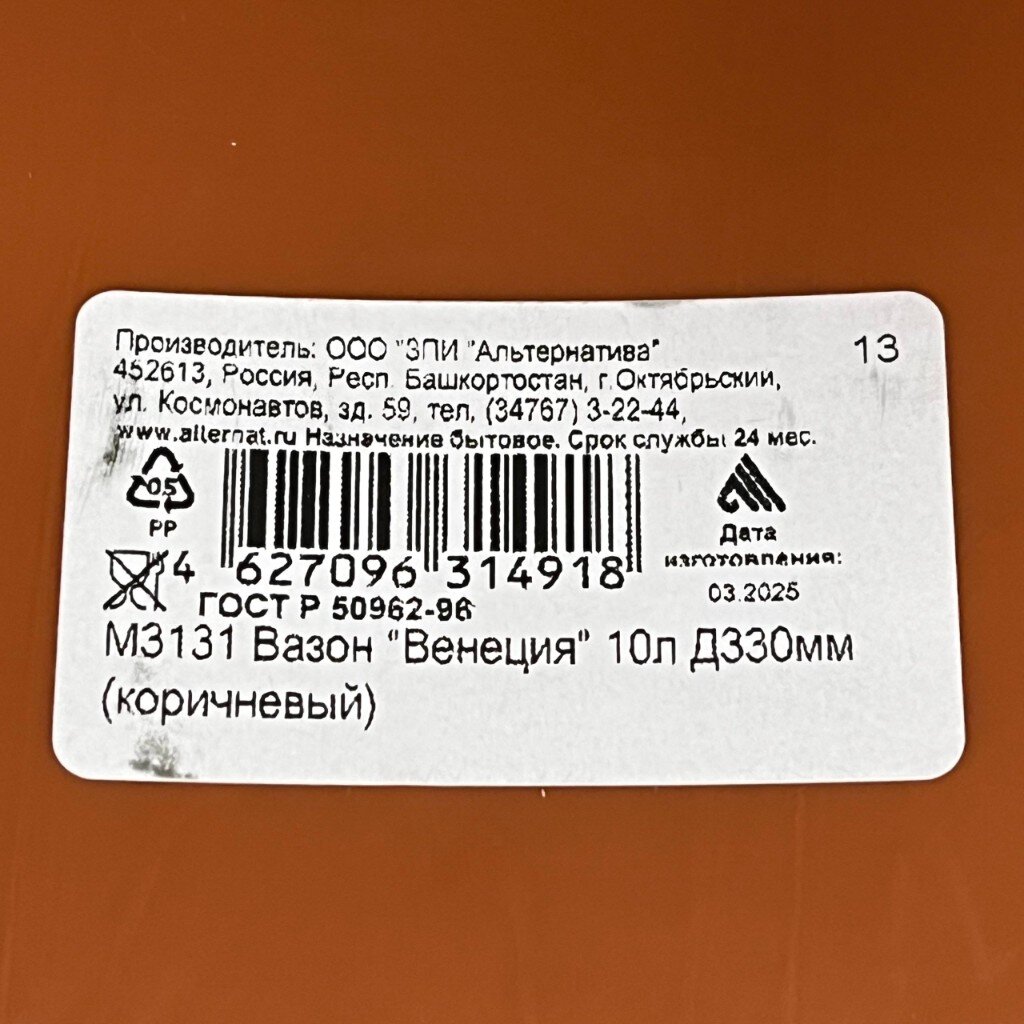 Производитель: ООО "ЗПИ "Альтернатива"
13
452613, Россия, Респ. Башкортостан, г.Октябрьский,
ул. Космонавтов, зд. 59, тел, (34767) 3-22-44,
www.alternat.ru Назначение бытовое. Срок службы 24 мес.
05
PP
Дата
изготовления:
03.2025
4 627096 314918
ГОСТ Р 50962-96
М3131 Вазон "Венеция" 10л Д330мм
(коричневый)